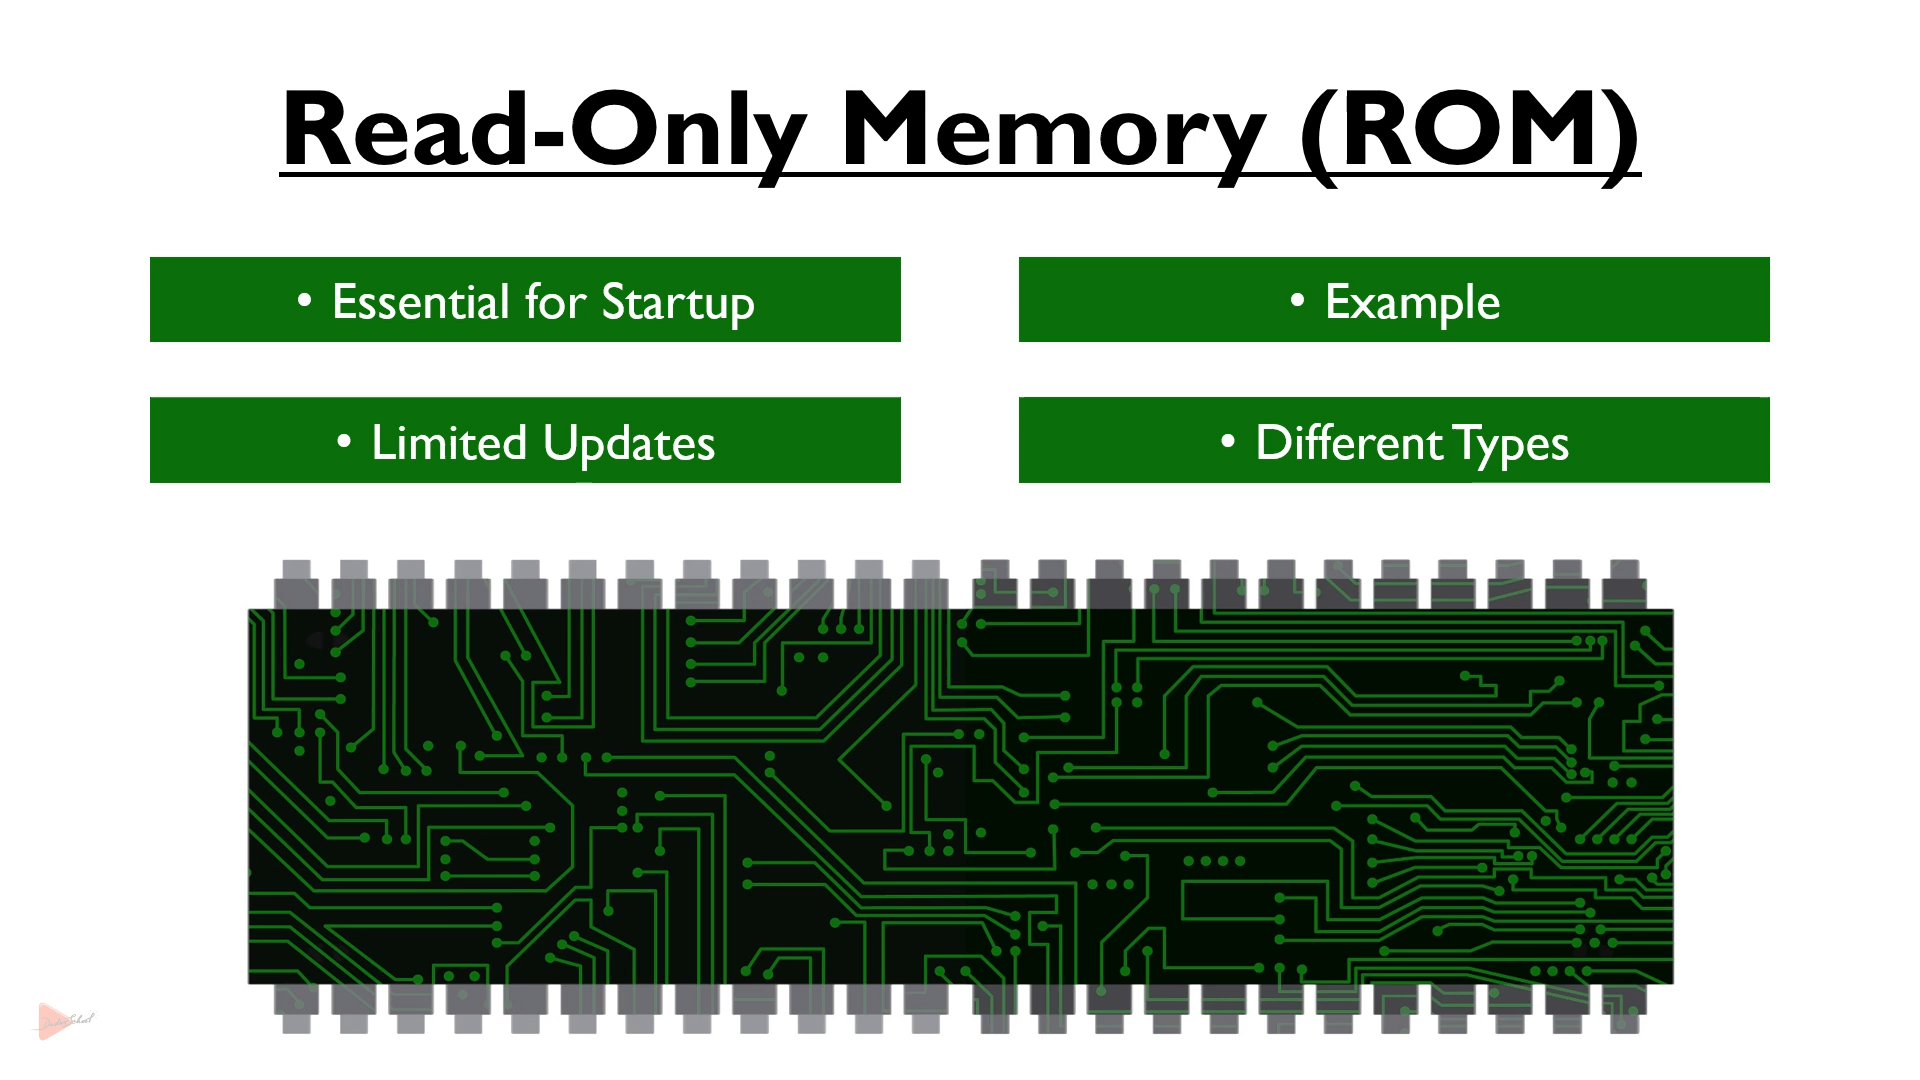 Read-Only Memory (ROM)
• Essential for Startup
• Example
• Limited Updates
• Different Types